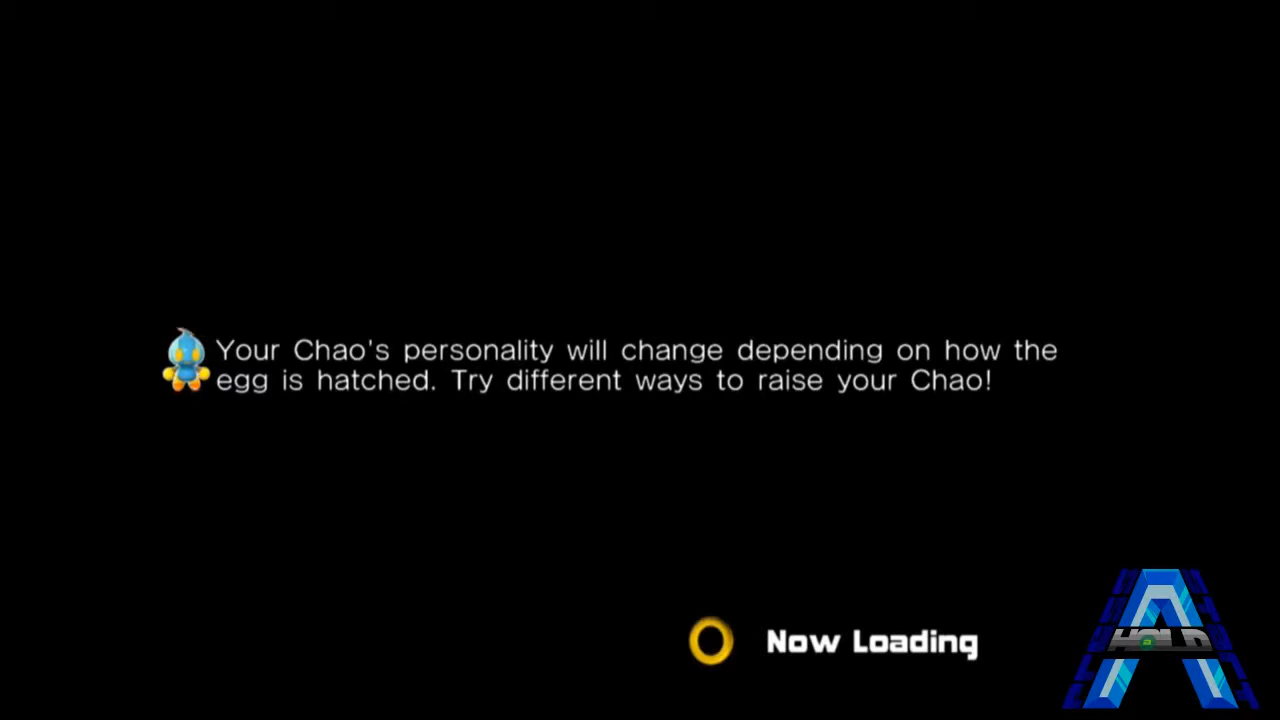 Your Chao's personality will change depending on how the
egg is hatched. Try different ways to raise your Chao!
Now Loading
HOLD
A